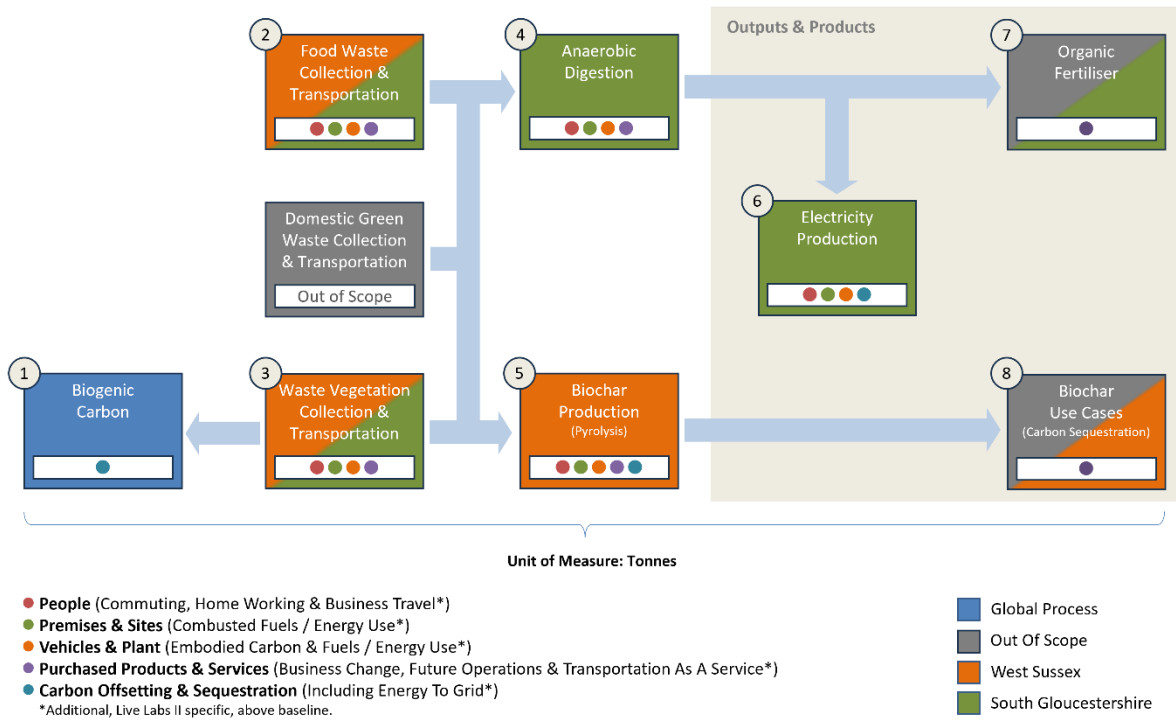 Outputs & Products
2
Food Waste
Collection &
Transportation
4
Anaerobic
Digestion
7
Organic
Fertiliser
Domestic Green
Waste Collection
& Transportation
Out of Scope
6
Electricity
Production
1
Biogenic
Carbon
3
Waste Vegetation
Collection &
Transportation
5
Biochar
Production
(Pyrolysis)
8
Biochar
Use Cases
(Carbon Sequestration)
Unit of Measure: Tonnes
People (Commuting, Home Working & Business Travel*)
Premises & Sites (Combusted Fuels / Energy Use*)
Vehicles & Plant (Embodied Carbon & Fuels / Energy Use*)
Purchased Products & Services (Business Change, Future Operations & Transportation As A Service*)
Carbon Offsetting & Sequestration (Including Energy To Grid*)
*Additional, Live Labs II specific, above baseline.
Global Process
Out Of Scope
West Sussex
South Gloucestershire